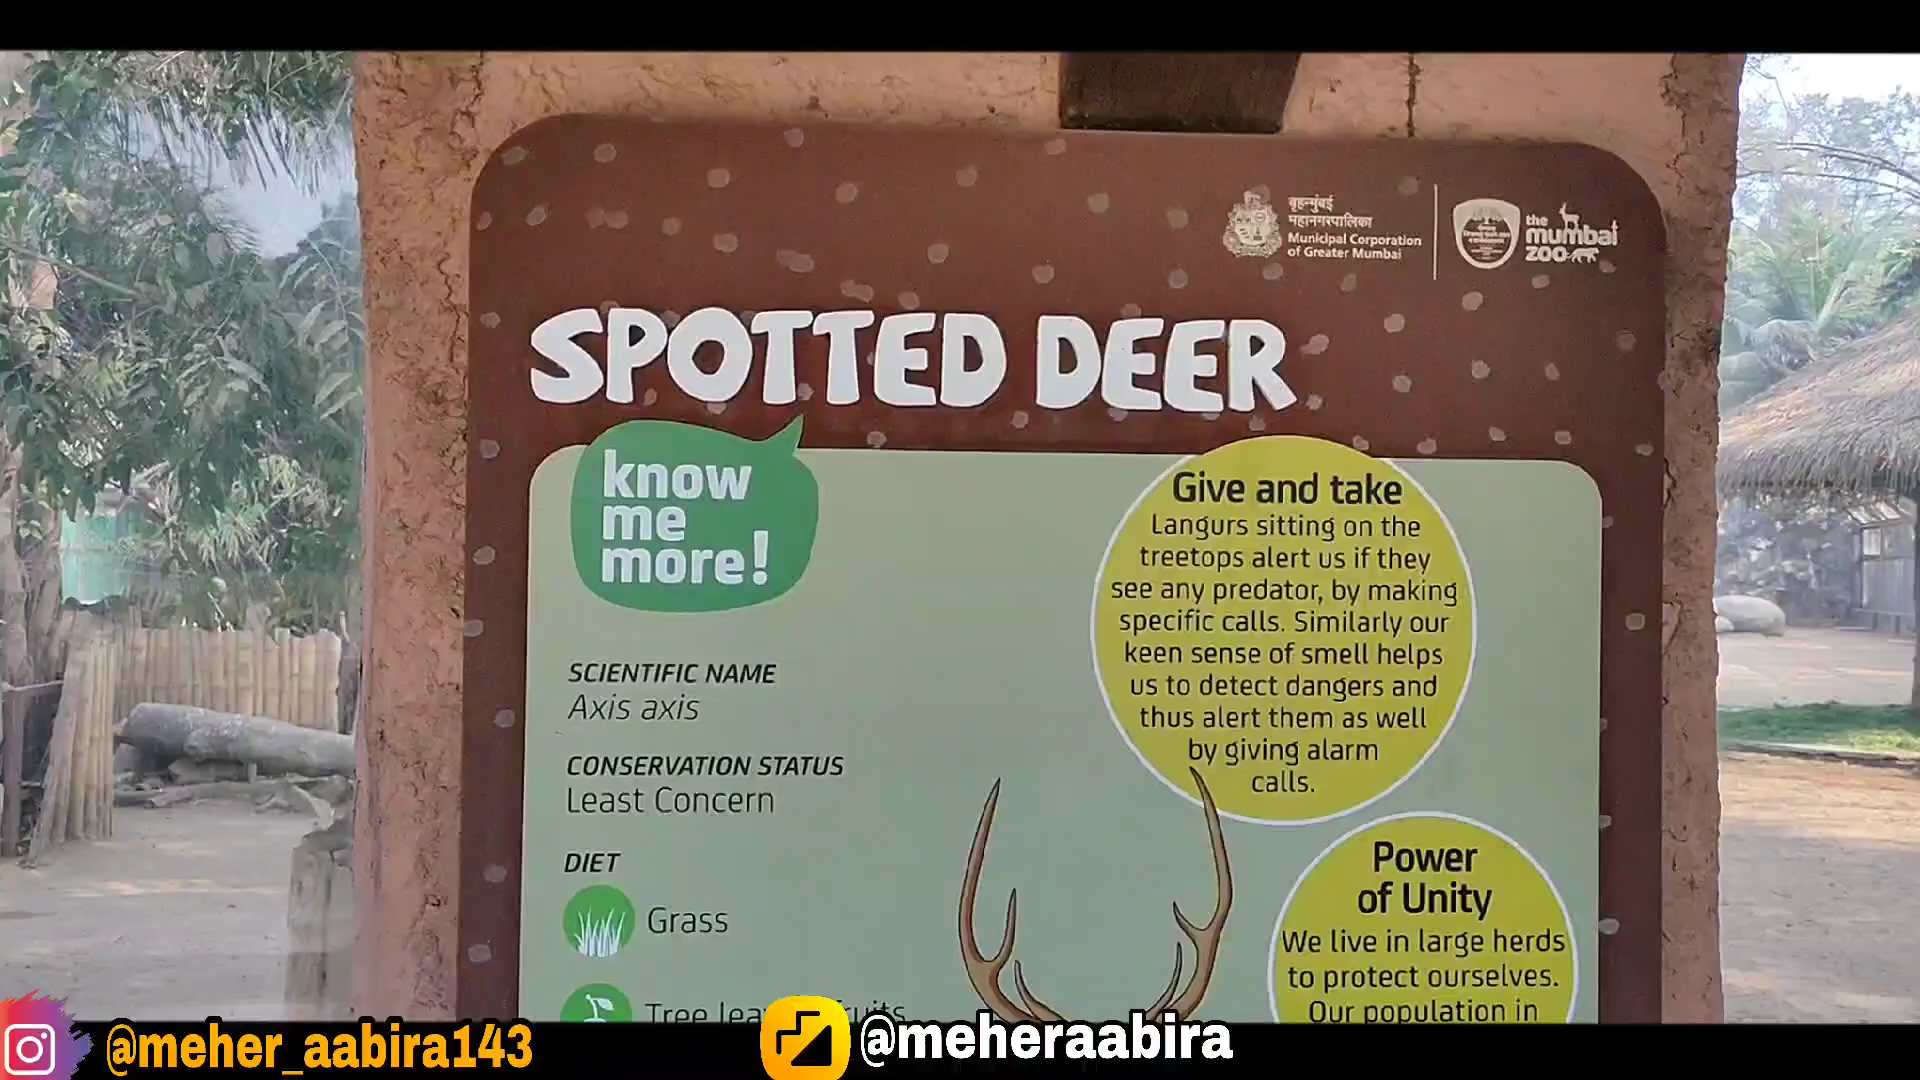 बृहन्मुंबई
महानगरपालिका
Municipal Corporation
of Greater Mumbai
the
mumbai
zoo
SPOTTED DEER
know
me
more!
SCIENTIFIC NAME
Axis axis
CONSERVATION STATUS
Least Concern
DIET
Grass
Tree
Give and take
Langurs sitting on the
treetops alert us if they
see any predator, by making
specific calls. Similarly our
keen sense of smell helps
us to detect dangers and
thus alert them as well
by giving alarm
calls.
Power
of Unity
We live in large herds
to protect ourselves.
Our population in
@meher_aabira143
@meheraabira